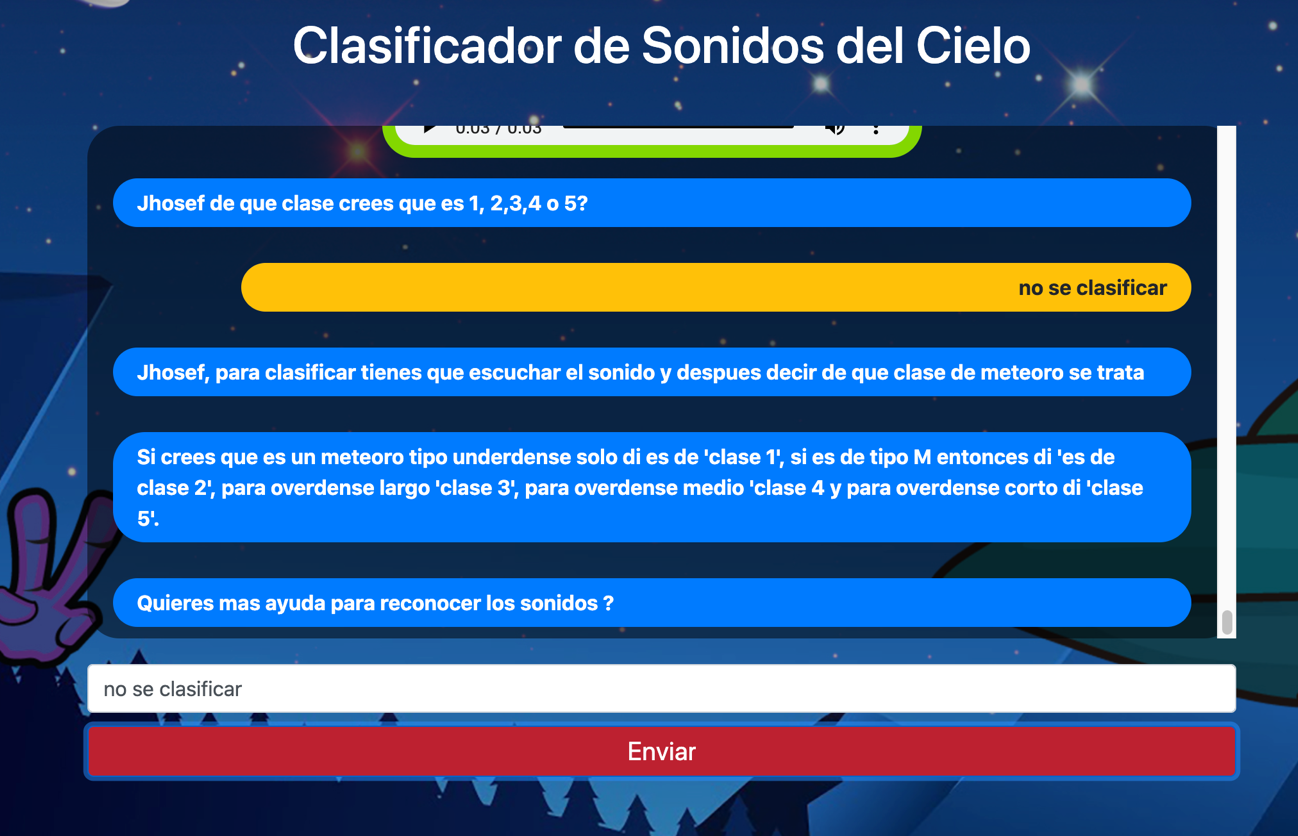 Clasificador de Sonidos del Cielo
0:03 / 0:03
Jhosef de que clase crees que es 1, 2,3,4 o 5?
no se clasificar
Jhosef, para clasificar tienes que escuchar el sonido y despues decir de que clase de meteoro se trata
Si crees que es un meteoro tipo underdense solo di es de 'clase 1', si es de tipo M entonces di 'es de
clase 2', para overdense largo 'clase 3', para overdense medio 'clase 4 y para overdense corto di 'clase
5'.
Quieres mas ayuda para reconocer los sonidos ?
no se clasificar
Enviar